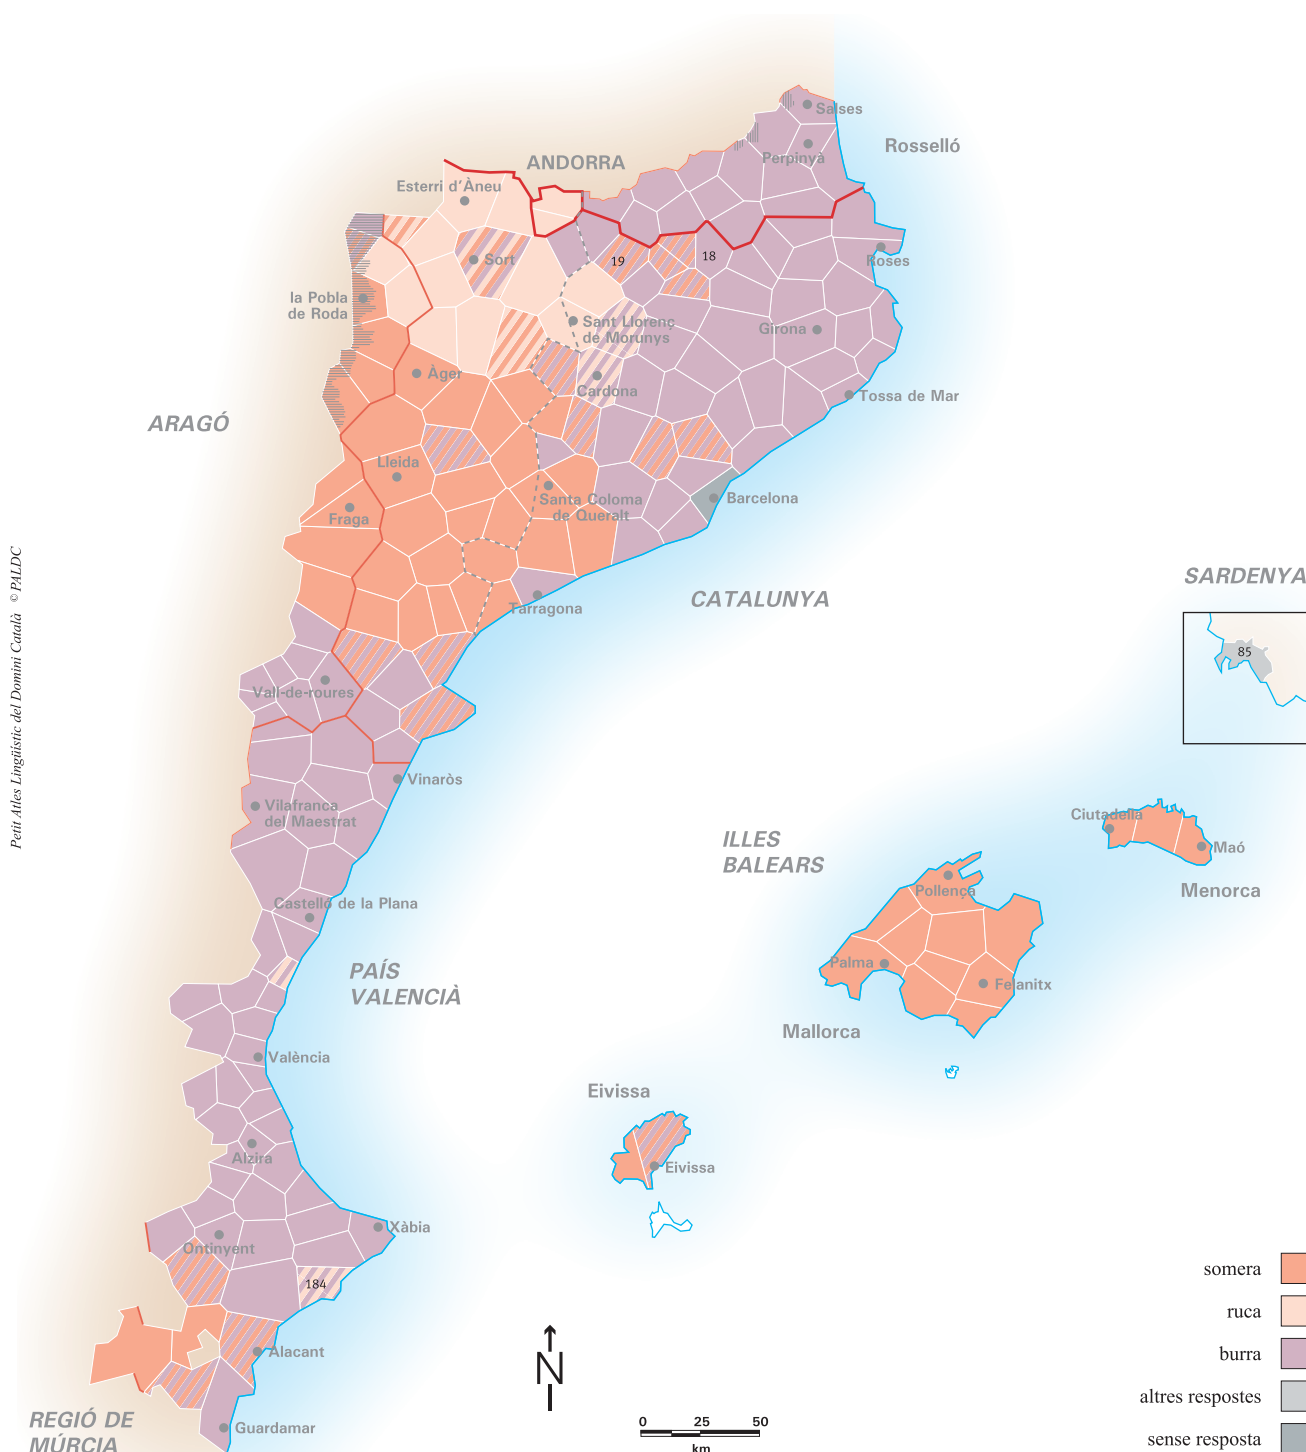 Salses
Rosselló
Perpinyà
ANDORRA
Esterri d'Àneu
Sort
19
18
Roses
la Pobla
de Roda
Sant Llorenç
de Morunys
Girona
Àger
Cardona
Tossa de Mar
ARAGÓ
Lleida
Santa Coloma
de Queralt
Barcelona
Fraga
Petit Atles Lingüístic del Domini Català © PALDC
SARDENYA
CATALUNYA
Tarragona
85
Vall-de-roures
Vinaròs
Vilafranca
del Maestrat
Ciutadella
Maó
ILLES
BALEARS
Pollença
Menorca
Castelló de la Plana
PAÍS
VALENCIÀ
Palma
Felanitx
Mallorca
València
Eivissa
Alzira
Eivissa
Xàbia
Ontinyent
184
somera
ruca
burra
altres respostes
sense resposta
Alacant
N
REGIÓ DE
MÚRCIA
Guardamar
0 25 50
km